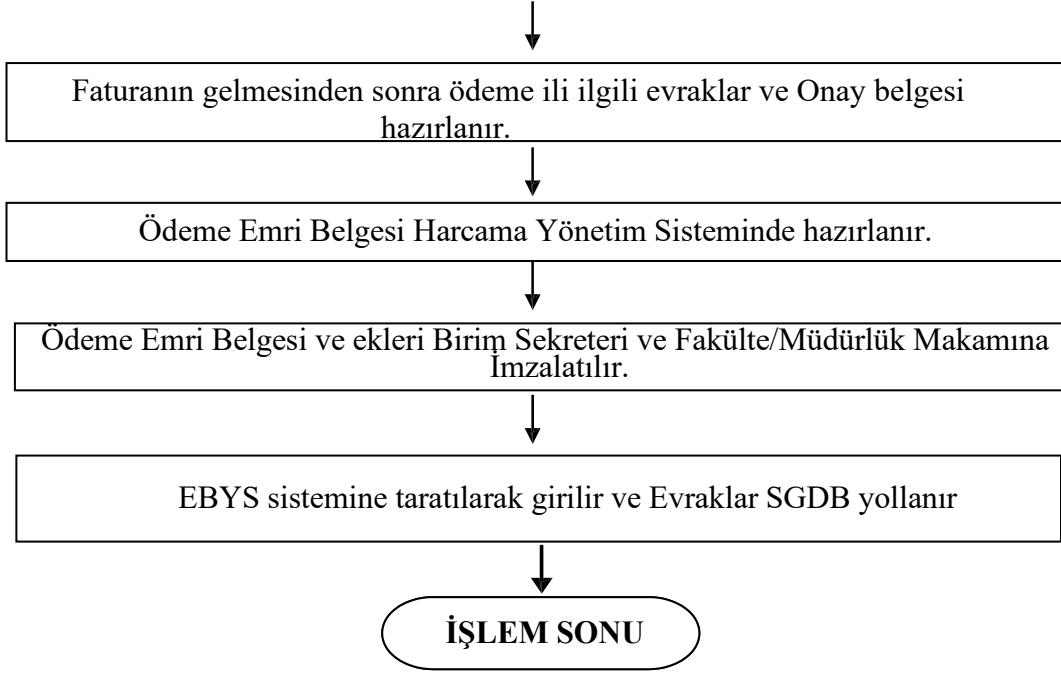 Faturanın gelmesinden sonra ödeme ili ilgili evraklar ve Onay belgesi
hazırlanır.
Ödeme Emri Belgesi Harcama Yönetim Sisteminde hazırlanır.
Ödeme Emri Belgesi ve ekleri Birim Sekreteri ve Fakülte/Müdürlük Makamına
İmzalatılır.
EBYS sistemine taratılarak girilir ve Evraklar SGDB yollanır
İŞLEM SONU